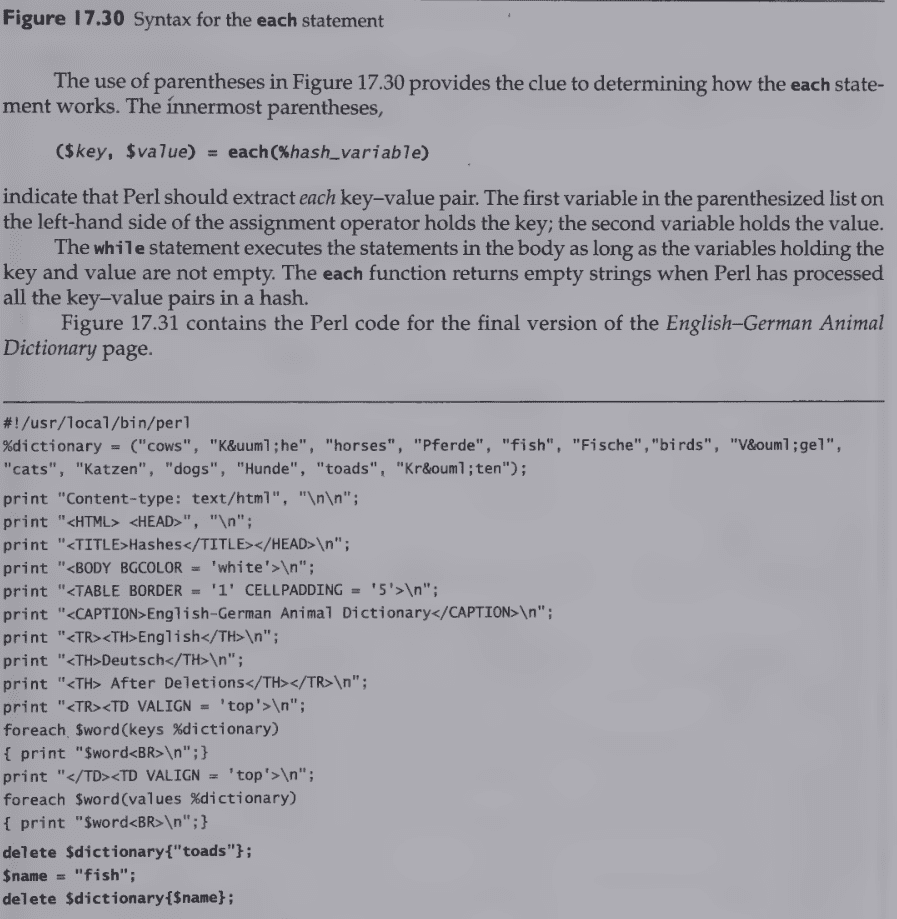 Figure 17.30 Syntax for the each statement
The use of parentheses in Figure 17.30 provides the clue to determining how the each state-
ment works. The innermost parentheses,
($key, $value) = each(%hash_variable)
indicate that Perl should extract each key–value pair. The first variable in the parenthesized list on
the left-hand side of the assignment operator holds the key; the second variable holds the value.
The while statement executes the statements in the body as long as the variables holding the
key and value are not empty. The each function returns empty strings when Perl has processed
all the key–value pairs in a hash.
Figure 17.31 contains the Perl code for the final version of the English–German Animal
Dictionary page.
#!/usr/local/bin/perl
%dictionary = ("cows", "K&uuml;he", "horses", "Pferde", "fish", "Fische","birds", "V&ouml;gel",
"cats", "Katzen", "dogs", "Hunde", "toads", "Kr&ouml;ten");
print "Content-type: text/html", "\n\n";
print "<HTML> <HEAD>", "\n";
print "<TITLE>Hashes</TITLE></HEAD>\n";
print "<BODY BGCOLOR = 'white'>\n";
print "<TABLE BORDER = '1' CELLPADDING = '5'>\n";
print "<CAPTION>English-German Animal Dictionary</CAPTION>\n";
print "<TR><TH>English</TH>\n";
print "<TH>Deutsch</TH>\n";
print "<TH> After Deletions</TH></TR>\n";
print "<TR><TD VALIGN = 'top'>\n";
foreach $word(keys %dictionary)
{ print "$word<BR>\n";}
print "</TD><TD VALIGN = 'top'>\n";
foreach $word(values %dictionary)
{ print "$word<BR>\n";}
delete $dictionary{"toads"};
$name = "fish";
delete $dictionary{$name};